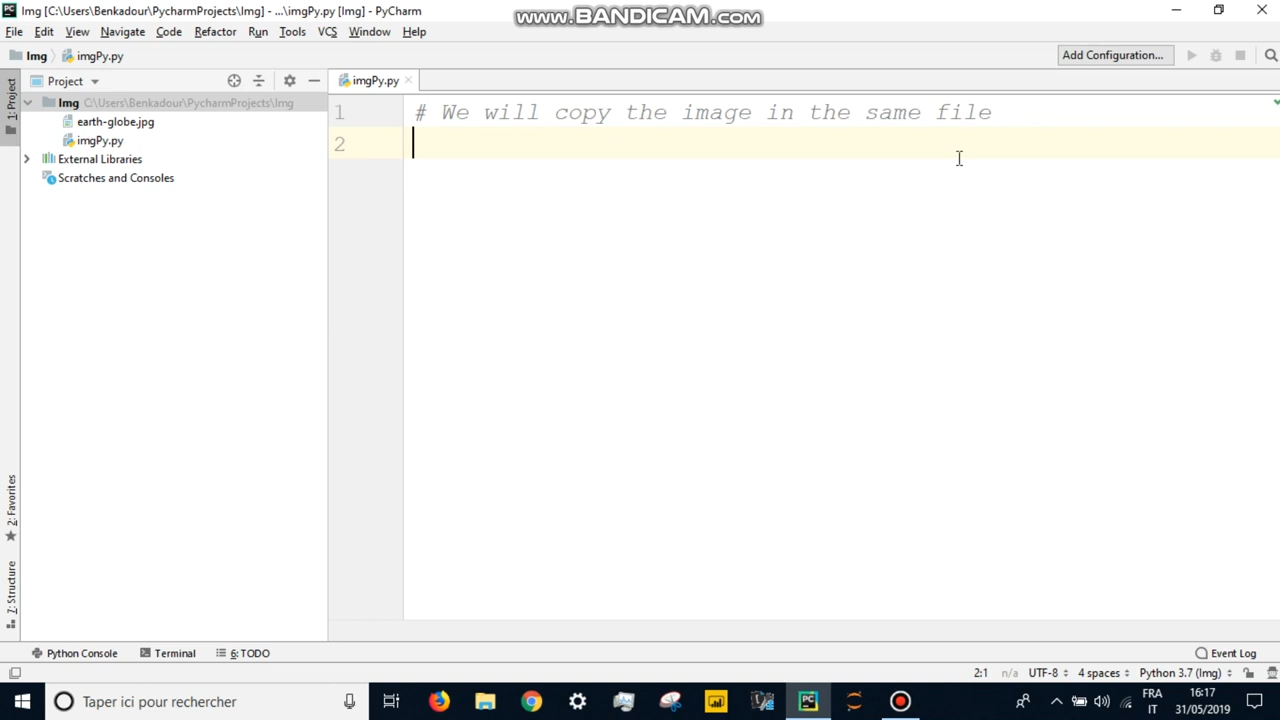 Img [C:\Users\Benkadour\PycharmProjects\Img] - ...\imgPy.py [Img] - PyCharm
www.BANDICAM.com
File Edit View Navigate Code Refactor Run Tools VCS Window Help
Img imgPy.py
Add Configuration...
1: Project
Project
imgPy.py
Img C:\Users\Benkadour\PycharmProjects\Img
earth-globe.jpg
imgPy.py
External Libraries
Scratches and Consoles
1 # We will copy the image in the same file
2
2: Favorites
7: Structure
Python Console Terminal 6: TODO Event Log
2:1 n/a UTF-8 4 spaces Python 3.7 (Img)
Taper ici pour rechercher
FRA
IT
16:17
31/05/2019